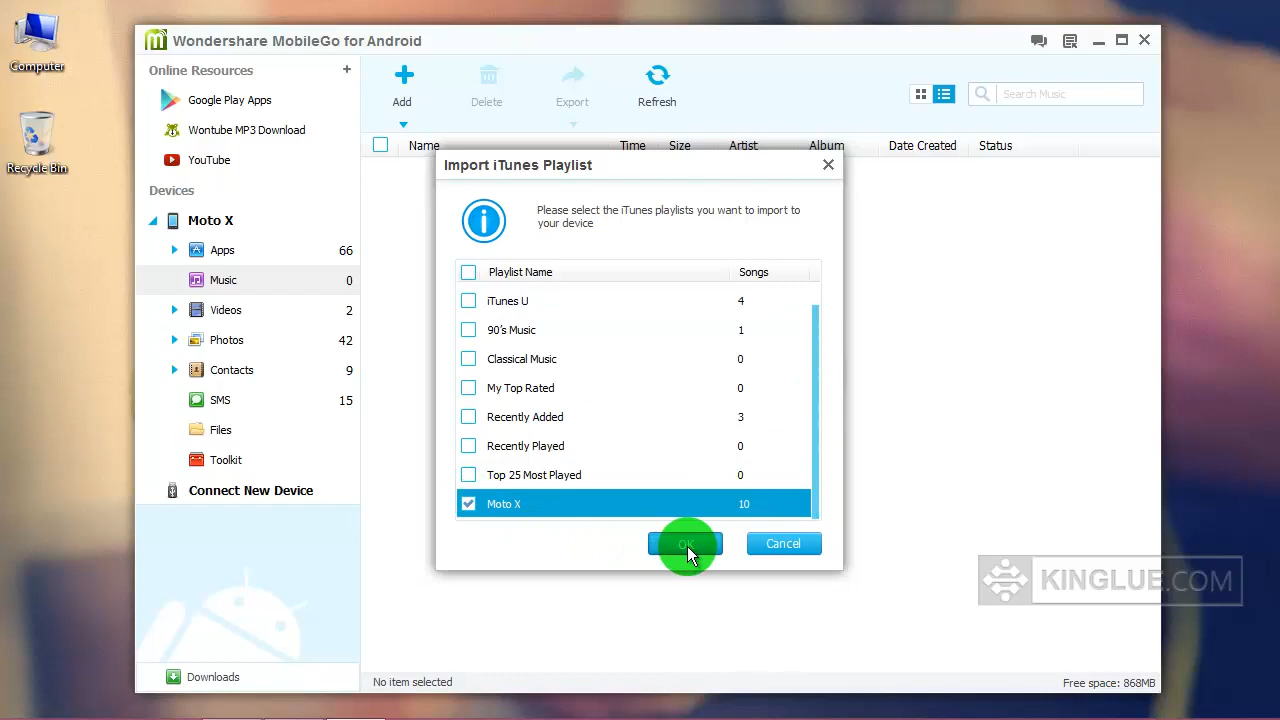 Computer
Recycle Bin
Wondershare MobileGo for Android
Online Resources +
Google Play Apps
Wontube MP3 Download
YouTube
Devices
Moto X
Apps 66
Music 0
Videos 2
Photos 42
Contacts 9
SMS 15
Files
Toolkit
Connect New Device
Downloads
Add Delete Export Refresh
Search Music
Name Time Size Artist Album Date Created Status
Import iTunes Playlist
Please select the iTunes playlists you want to import to
your device
Playlist Name Songs
iTunes U 4
90's Music 1
Classical Music 0
My Top Rated 0
Recently Added 3
Recently Played 0
Top 25 Most Played 0
Moto X 10
OK Cancel
KINGLUE.COM
No item selected
Free space: 868MB